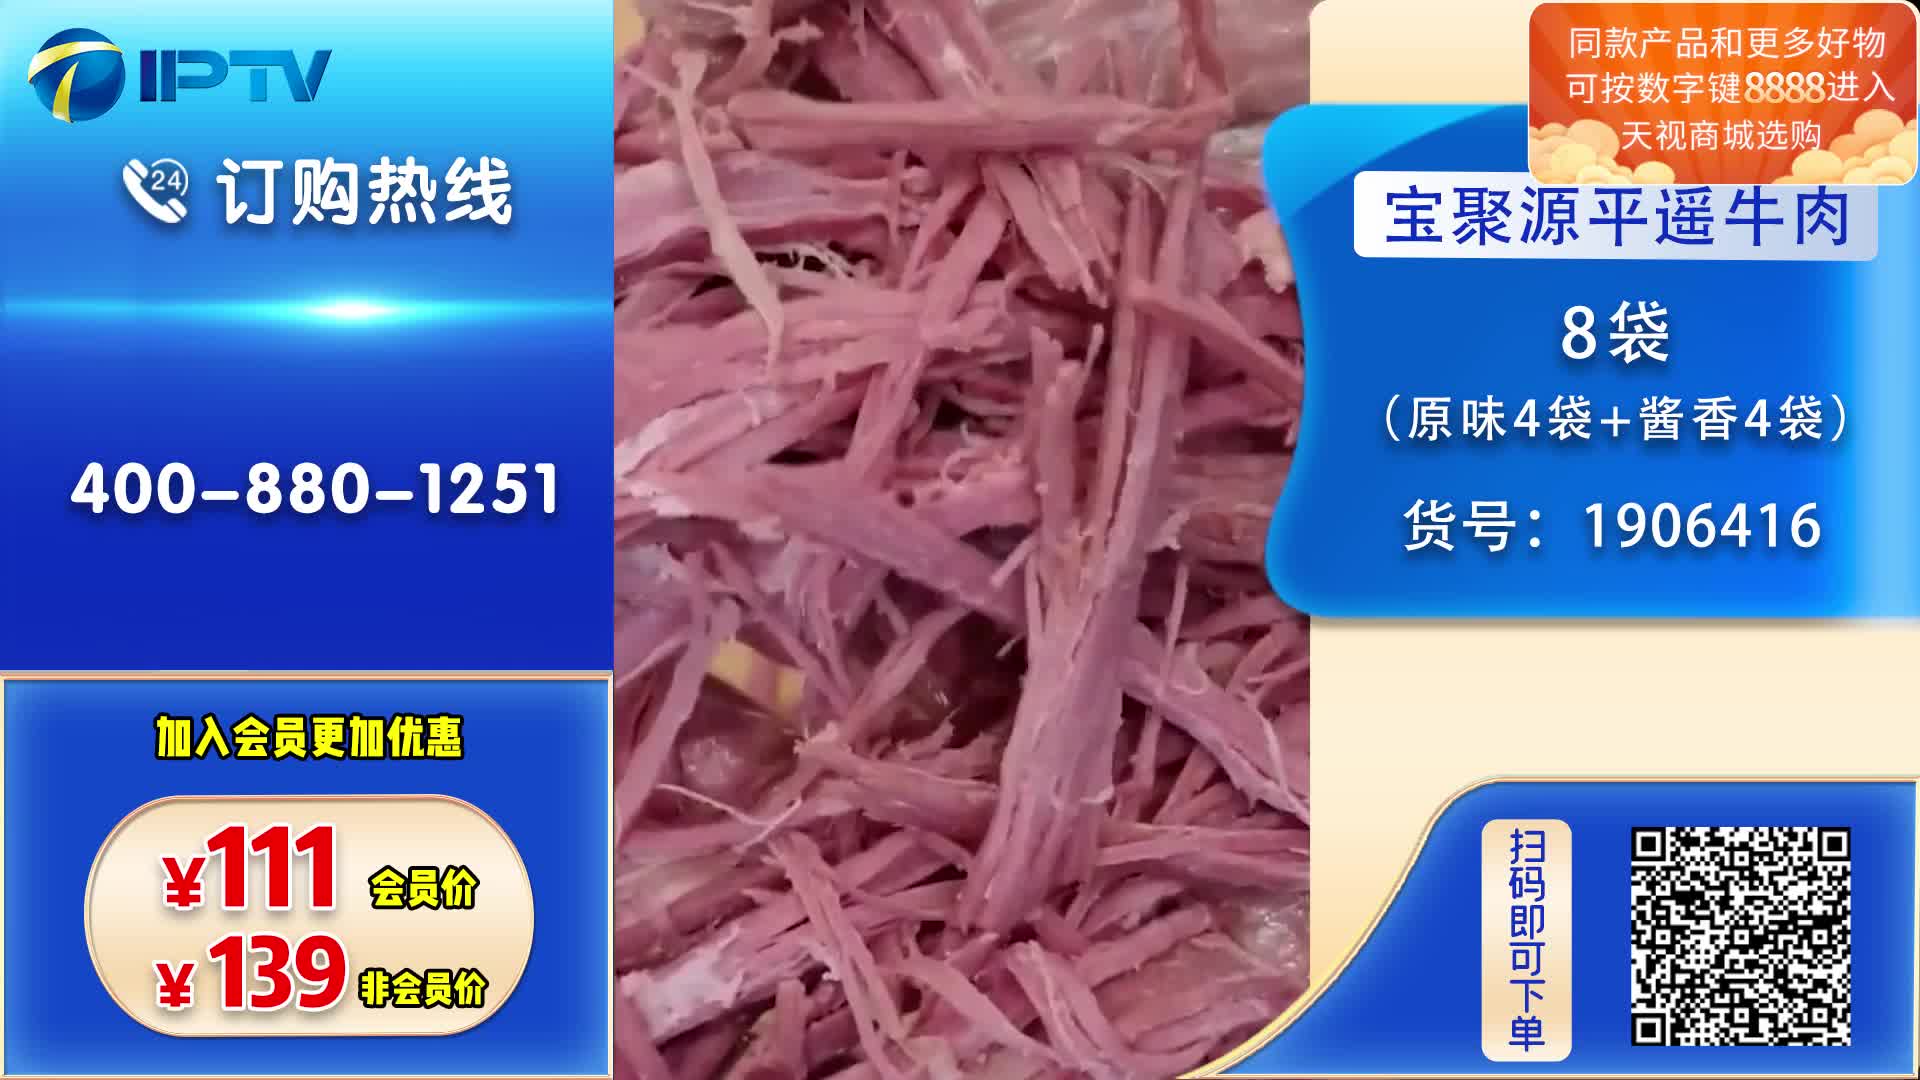 IPTV
24
订购热线
400-880-1251
加入会员更加优惠
¥111 会员价
¥139 非会员价
同款产品和更多好物
可按数字键8888进入
天视商城选购
宝聚源平遥牛肉
8袋
（原味4袋+酱香4袋）
货号：1906416
扫码即可下单